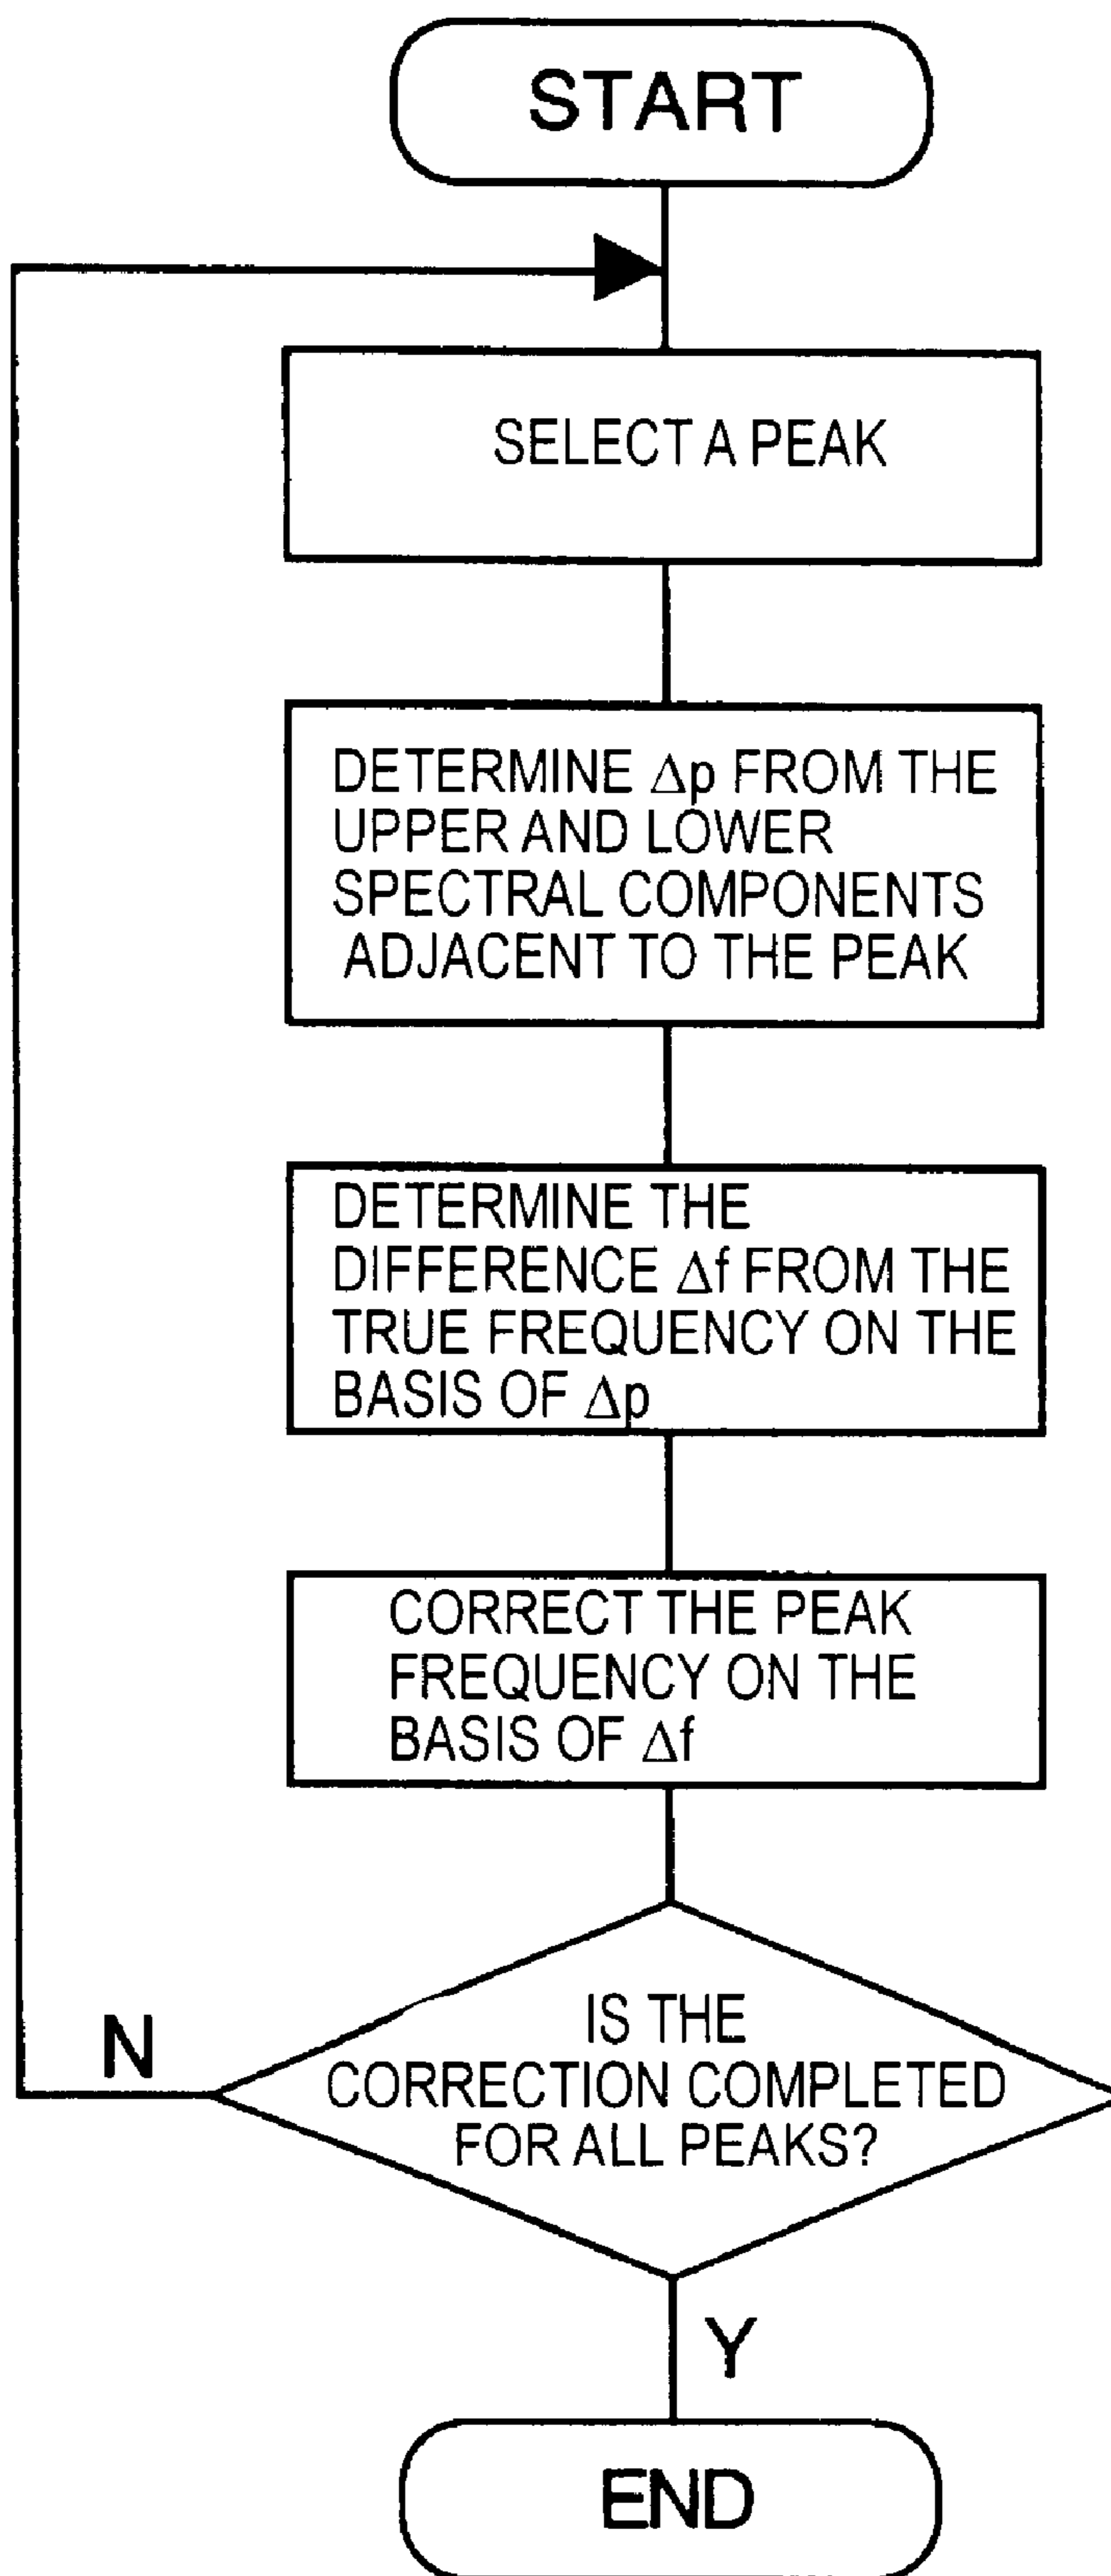 START
SELECT A PEAK
DETERMINE Δp FROM THE
UPPER AND LOWER
SPECTRAL COMPONENTS
ADJACENT TO THE PEAK
DETERMINE THE
DIFFERENCE Δf FROM THE
TRUE FREQUENCY ON THE
BASIS OF Δp
CORRECT THE PEAK
FREQUENCY ON THE
BASIS OF Δf
IS THE
CORRECTION COMPLETED
FOR ALL PEAKS?
N
Y
END